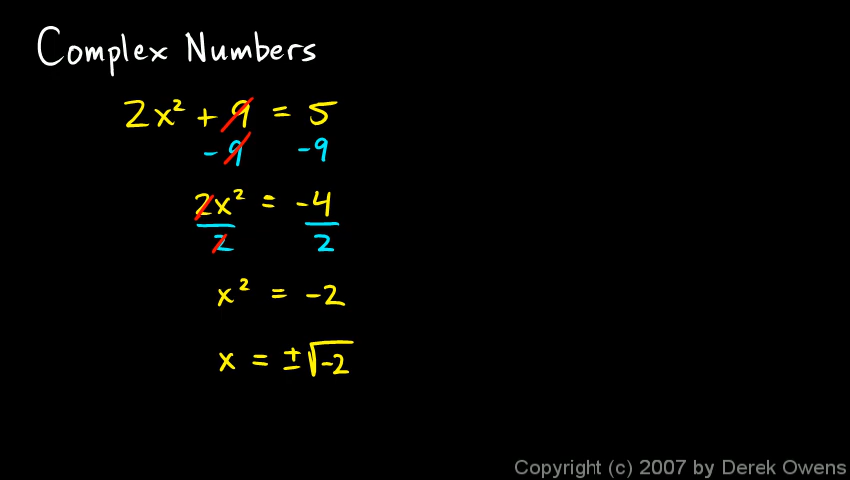 Complex Numbers
2x² + 9 = 5
-9 -9
2x² = -4
2 2
x² = -2
x = ±√-2
Copyright (c) 2007 by Derek Owens